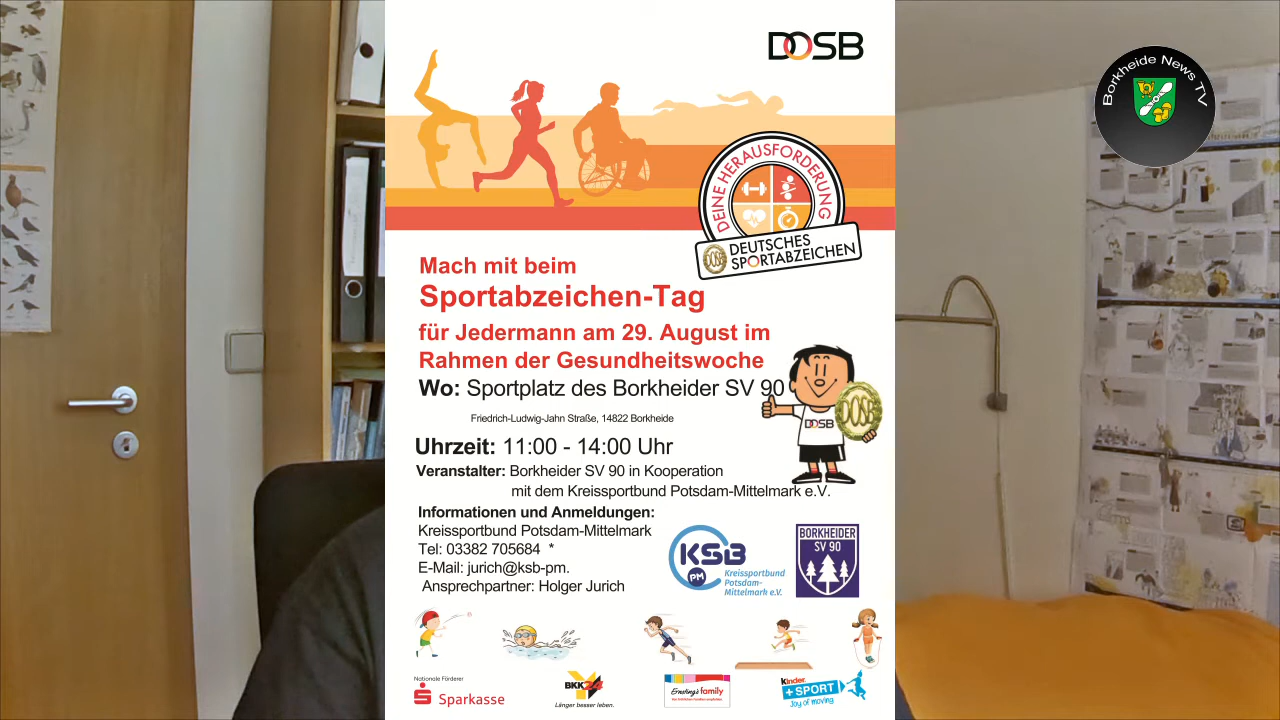 DOSB
Borkheide News TV
DEINE HERAUSFORDERUNG
DOSB
DEUTSCHES
SPORTABZEICHEN
Mach mit beim
Sportabzeichen-Tag
für Jedermann am 29. August im
Rahmen der Gesundheitswoche
Wo: Sportplatz des Borkheider SV 90
Friedrich-Ludwig-Jahn Straße, 14822 Borkheide
DOSB
DOSB
Uhrzeit: 11:00 - 14:00 Uhr
Veranstalter: Borkheider SV 90 in Kooperation
mit dem Kreissportbund Potsdam-Mittelmark e.V.
Informationen und Anmeldungen:
Kreissportbund Potsdam-Mittelmark
Tel: 03382 705684 *
E-Mail: jurich@ksb-pm.
Ansprechpartner: Holger Jurich
KSB
PM
Kreissportbund
Potsdam-
Mittelmark e.V.
BORKHEIDER
SV 90
Nationale Förderer
Sparkasse
BKK24
Länger besser leben.
Ernsting's family
kinder
+SPORT
Joy of moving